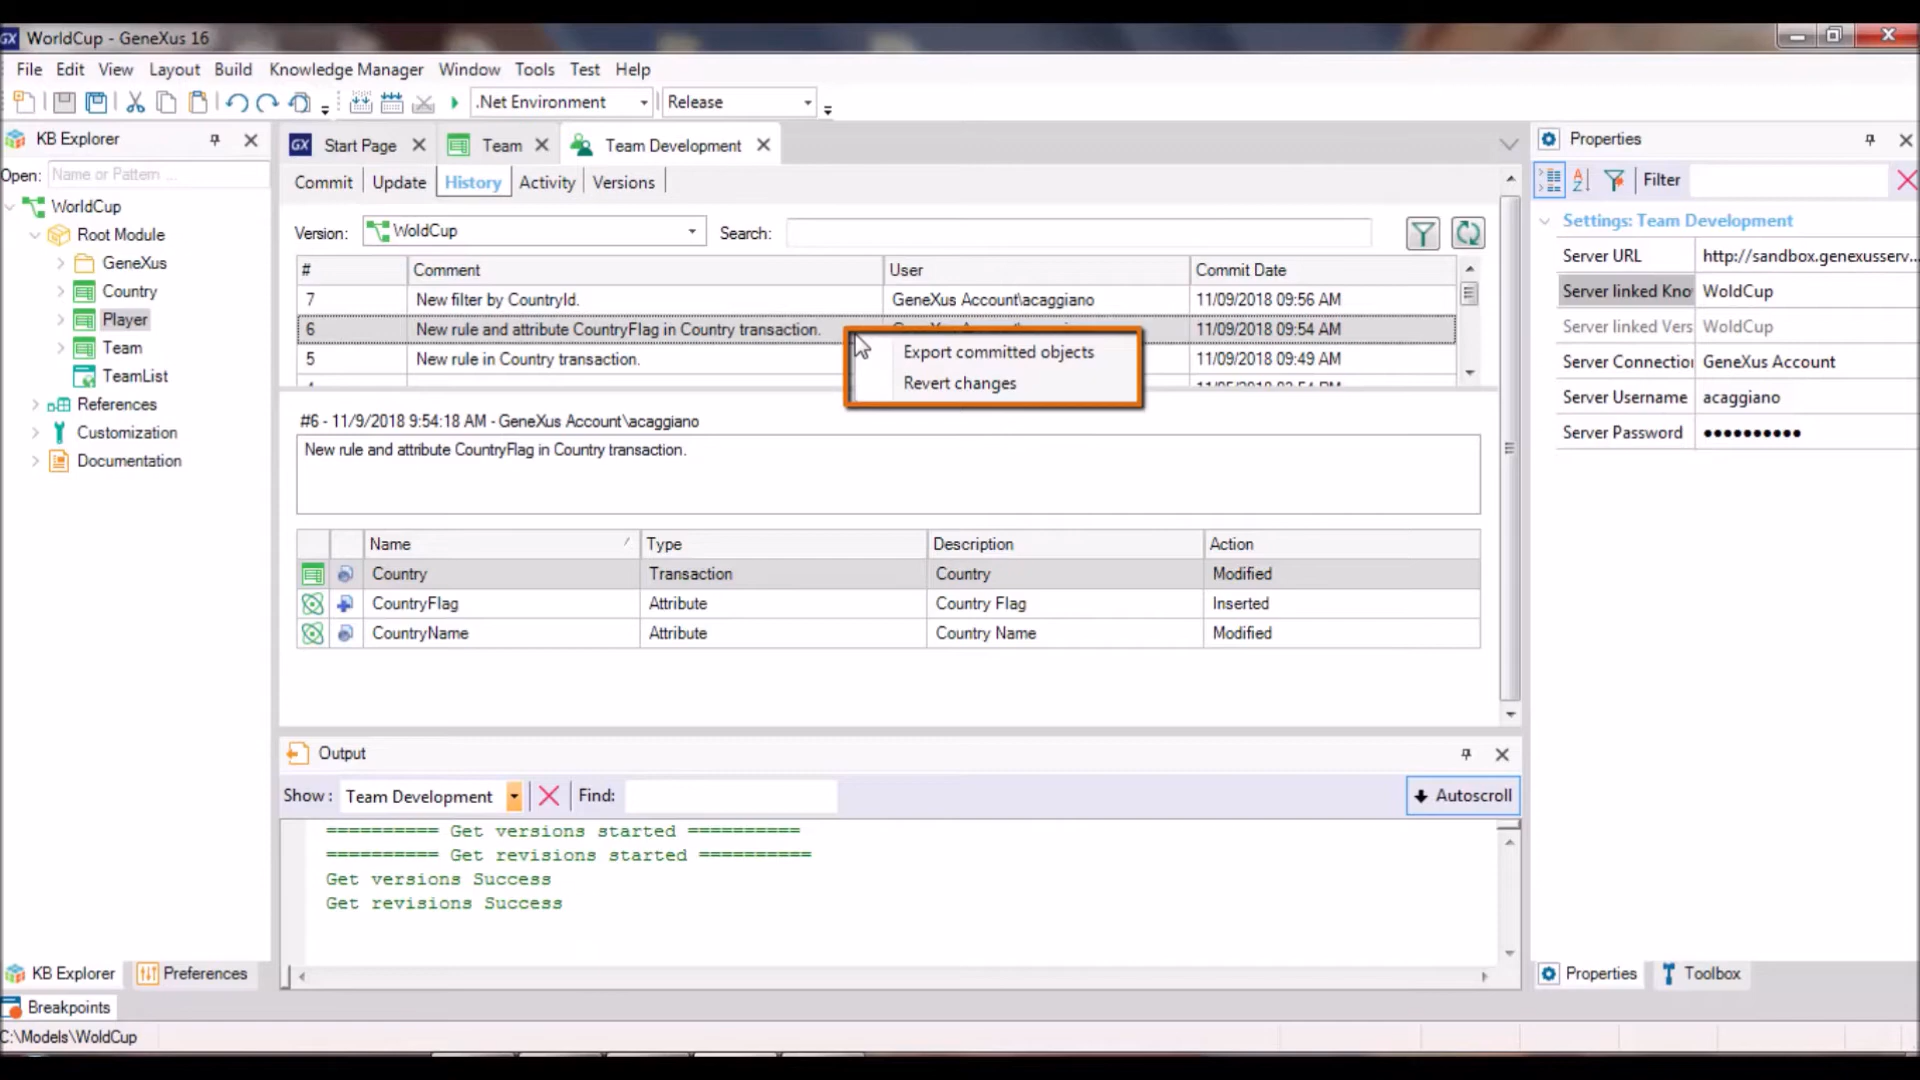 GX WorldCup - GeneXus 16
File Edit View Layout Build Knowledge Manager Window Tools Test Help
.Net Environment Release
KB Explorer
Open: Name or Pattern ...
WorldCup
Root Module
GeneXus
Country
Player
Team
TeamList
References
Customization
Documentation
KB Explorer Preferences
GX Start Page Team Team Development
Commit Update History Activity Versions
Version: WoldCup Search:
# Comment User Commit Date
7 New filter by CountryId. GeneXus Account\acaggiano 11/09/2018 09:56 AM
6 New rule and attribute CountryFlag in Country transaction. 11/09/2018 09:54 AM
5 New rule in Country transaction. 11/09/2018 09:49 AM
Export committed objects
Revert changes
#6 - 11/9/2018 9:54:18 AM - GeneXus Account\acaggiano
New rule and attribute CountryFlag in Country transaction.
Name Type Description Action
Country Transaction Country Modified
CountryFlag Attribute Country Flag Inserted
CountryName Attribute Country Name Modified
Output
Show : Team Development Find: Autoscroll
========== Get versions started ==========
========== Get revisions started ==========
Get versions Success
Get revisions Success
Properties
Filter
Settings: Team Development
Server URL http://sandbox.genexusserv...
Server linked Kno WoldCup
Server linked Vers WoldCup
Server Connection GeneXus Account
Server Username acaggiano
Server Password ●●●●●●●●●●
Properties Toolbox
Breakpoints
C:\Models\WoldCup